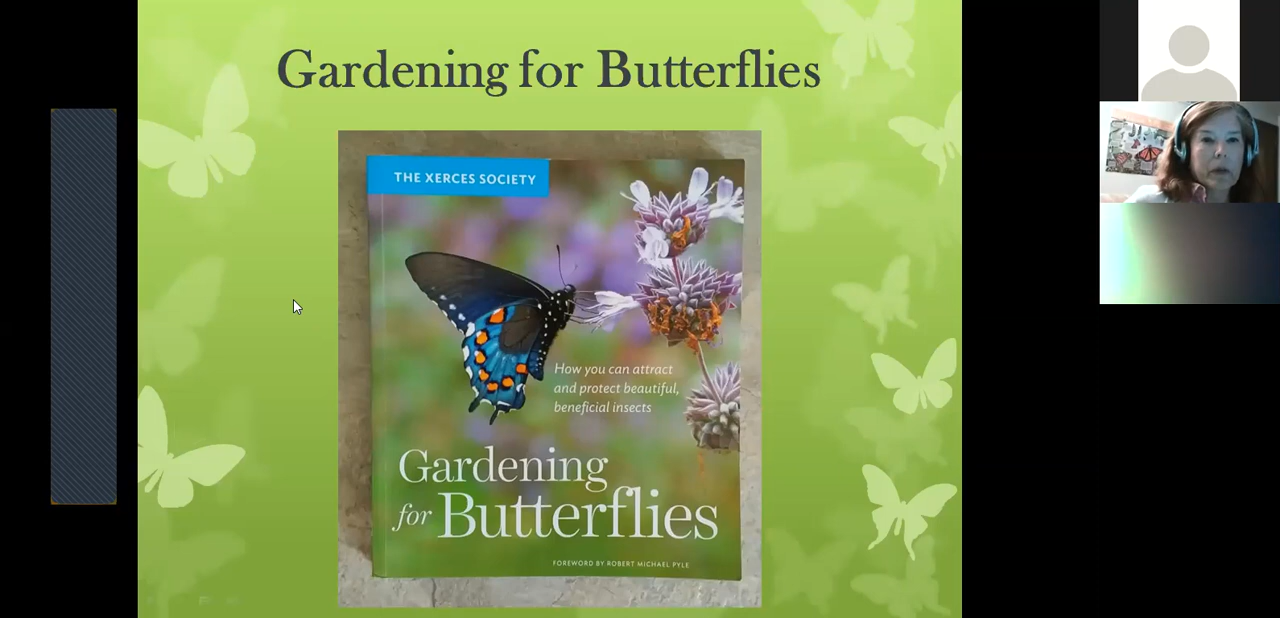 Gardening for Butterflies
THE XERCES SOCIETY
How you can attract
and protect beautiful,
beneficial insects
Gardening
for Butterflies
FOREWORD BY ROBERT MICHAEL PYLE